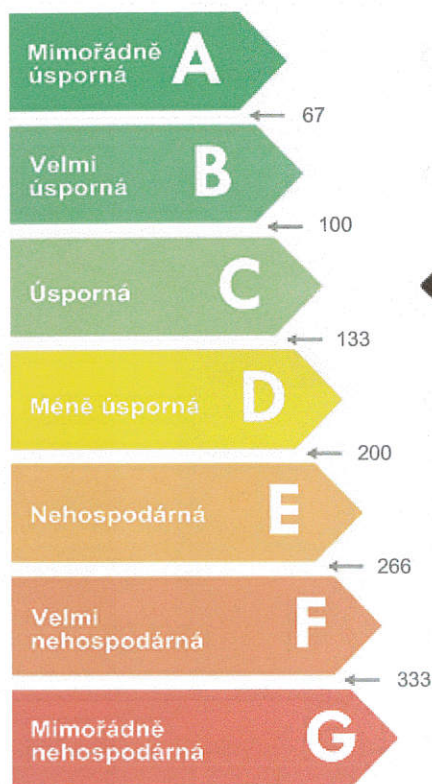 Mimořádně
úsporná
A
67
Velmi
úsporná
B
100
Úsporná
C
133
Méně úsporná
D
200
Nehospodárná
E
266
Velmi
nehospodárná
F
333
Mimořádně
nehospodárná
G